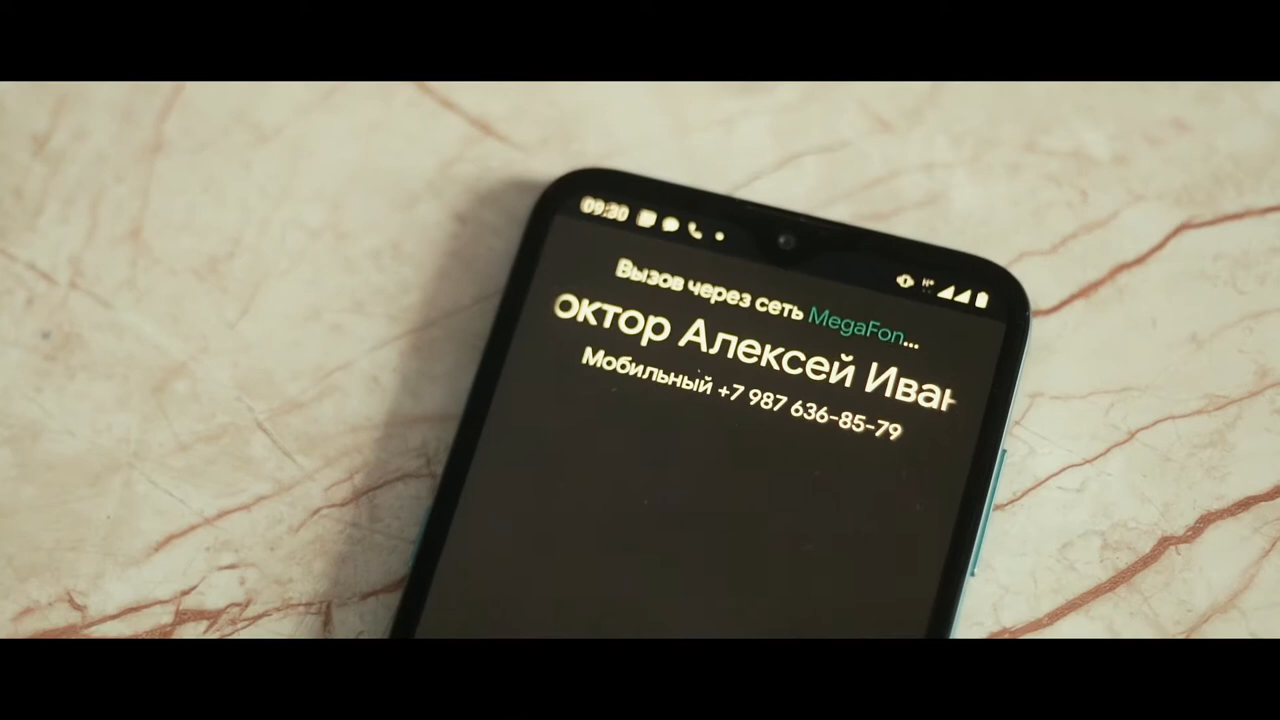 09:30
Вызов через сеть MegaFon...
октор Алексей Иван
Мобильный +7 987 636-85-79